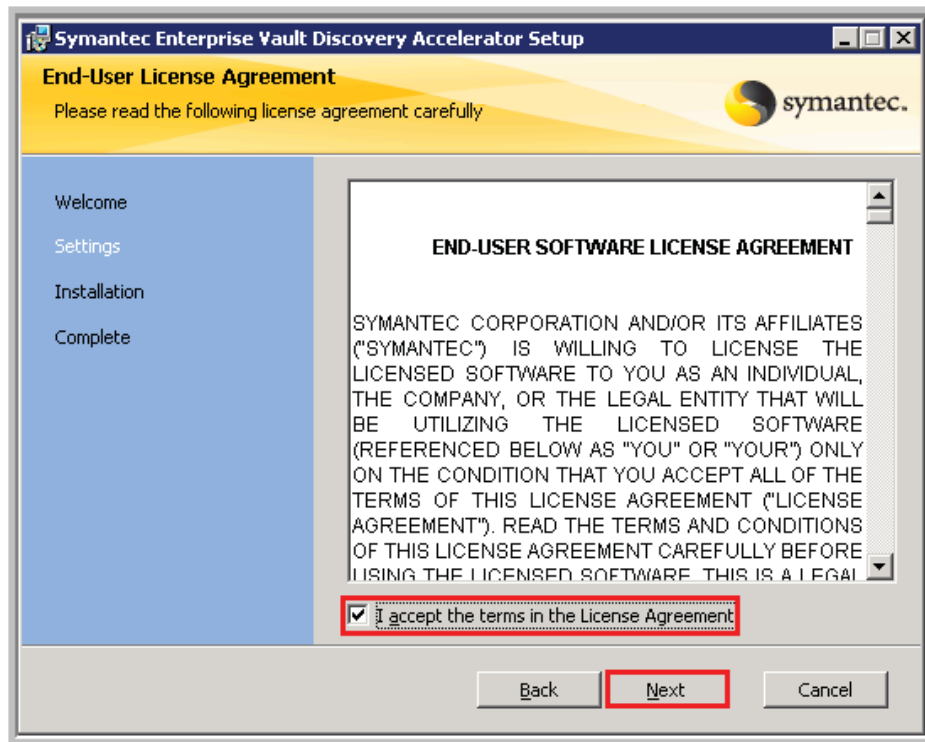 Symantec Enterprise Vault Discovery Accelerator Setup
End-User License Agreement
Please read the following license agreement carefully
symantec.
Welcome
Settings
Installation
Complete
END-USER SOFTWARE LICENSE AGREEMENT
SYMANTEC CORPORATION AND/OR ITS AFFILIATES
("SYMANTEC") IS WILLING TO LICENSE THE
LICENSED SOFTWARE TO YOU AS AN INDIVIDUAL,
THE COMPANY, OR THE LEGAL ENTITY THAT WILL
BE UTILIZING THE LICENSED SOFTWARE
(REFERENCED BELOW AS "YOU" OR "YOUR") ONLY
ON THE CONDITION THAT YOU ACCEPT ALL OF THE
TERMS OF THIS LICENSE AGREEMENT ("LICENSE
AGREEMENT"). READ THE TERMS AND CONDITIONS
OF THIS LICENSE AGREEMENT CAREFULLY BEFORE
USING THE LICENSED SOFTWARE. THIS IS A LEGAL
I accept the terms in the License Agreement
Back
Next
Cancel